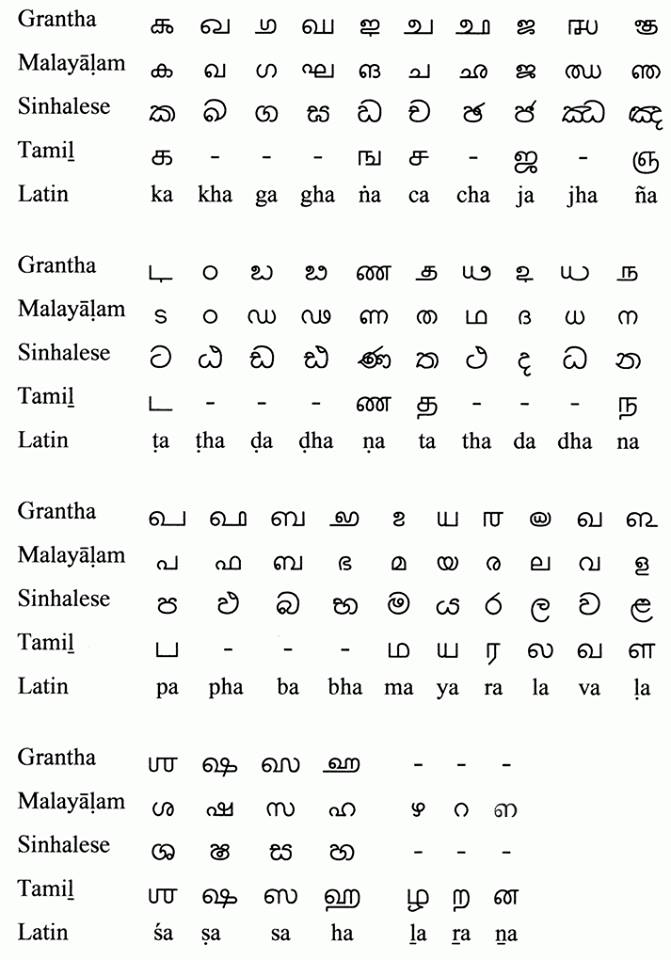 Grantha 𑌕 𑌖 𑌗 𑌘 𑌙 𑌚 𑌛 𑌜 𑌝 𑌞
Malayāḷam ക ഖ ഗ ഘ ങ ച ഛ ജ ഝ ഞ
Sinhalese ක ඛ ග ඝ ඞ ච ඡ ජ ඣ ඤ
Tamiḻ க - - - ங ச - ஜ - ஞ
Latin ka kha ga gha ṅa ca cha ja jha ña
Grantha 𑌟 𑌠 𑌡 𑌢 𑌣 𑌤 𑌥 𑌦 𑌧 𑌨
Malayāḷam ട ഠ ഡ ഢ ണ ത ഥ ദ ധ ന
Sinhalese ට ඨ ඩ ඪ ණ ත ථ ද ධ න
Tamiḻ ட - - - ண த - - - ந
Latin ṭa ṭha ḍa ḍha ṇa ta tha da dha na
Grantha 𑌪 𑌫 𑌬 𑌭 𑌮 𑌯 𑌰 𑌲 𑌵 𑌳
Malayāḷam പ ഫ ബ ഭ മ യ ര ല വ ള
Sinhalese ප ඵ බ භ ම ය ර ල ව ළ
Tamiḻ ப - - - ம ய ர ல வ ள
Latin pa pha ba bha ma ya ra la va ḷa
Grantha 𑌶 𑌷 𑌸 𑌹 - - -
Malayāḷam ശ ഷ സ ഹ ഴ റ ഩ
Sinhalese ශ ෂ ස හ - - -
Tamiḻ ஶ ஷ ஸ ஹ ழ ற ன
Latin śa ṣa sa ha ḻa ṟa ṉa